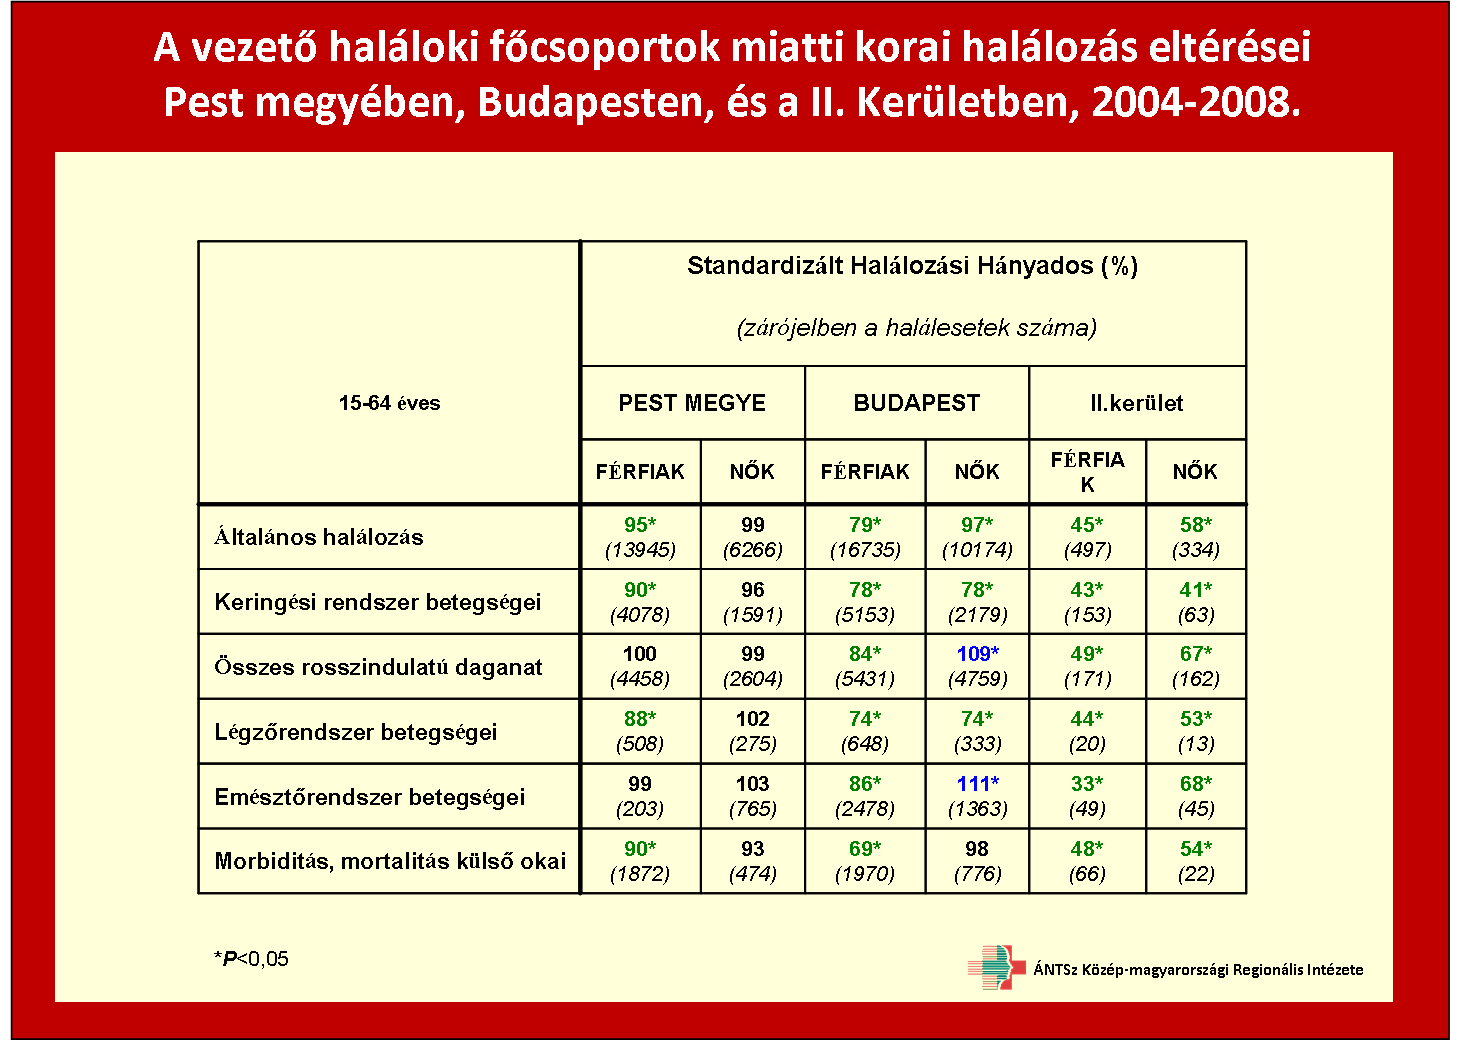 A vezető haláloki főcsoportok miatti korai halálozás eltérései
Pest megyében, Budapesten, és a II. Kerületben, 2004-2008.
Standardizált Halálozási Hányados (%)
(zárójelben a halálesetek száma)
15-64 éves
PEST MEGYE BUDAPEST II.kerület
FÉRFIAK NŐK FÉRFIAK NŐK FÉRFIA
K NŐK
Általános halálozás
95* 99 79* 97* 45* 58*
(13945) (6266) (16735) (10174) (497) (334)
Keringési rendszer betegségei
90* 96 78* 78* 43* 41*
(4078) (1591) (5153) (2179) (153) (63)
Összes rosszindulatú daganat
100 99 84* 109* 49* 67*
(4458) (2604) (5431) (4759) (171) (162)
Légzőrendszer betegségei
88* 102 74* 74* 44* 53*
(508) (275) (648) (333) (20) (13)
Emésztőrendszer betegségei
99 103 86* 111* 33* 68*
(203) (765) (2478) (1363) (49) (45)
Morbiditás, mortalitás külső okai
90* 93 69* 98 48* 54*
(1872) (474) (1970) (776) (66) (22)
*P<0,05
ÁNTSz Közép-magyarországi Regionális Intézete